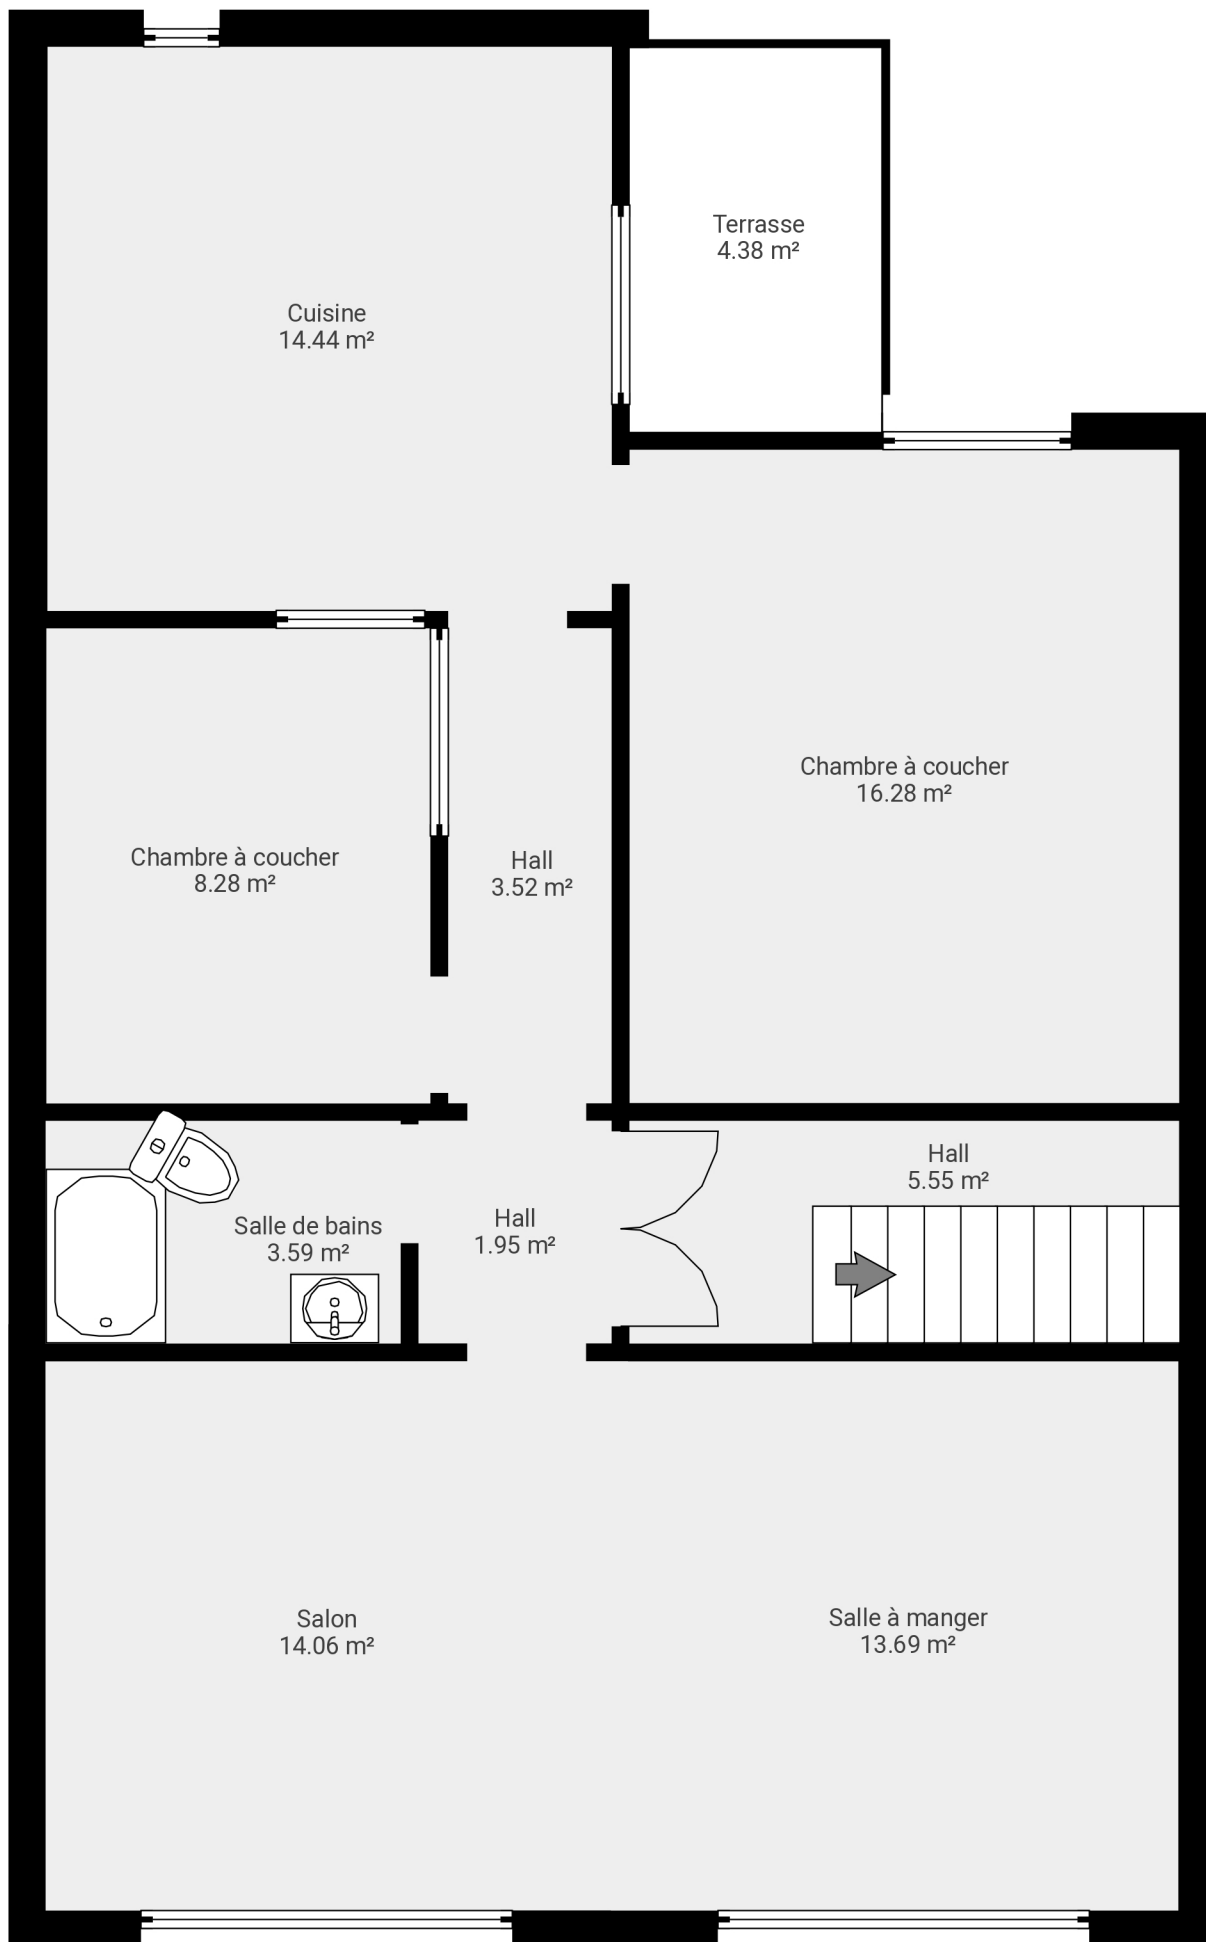 Terrasse
4.38 m²
Cuisine
14.44 m²
Chambre à coucher
16.28 m²
Chambre à coucher
8.28 m²
Hall
3.52 m²
Hall
5.55 m²
Salle de bains
3.59 m²
Hall
1.95 m²
Salon
14.06 m²
Salle à manger
13.69 m²